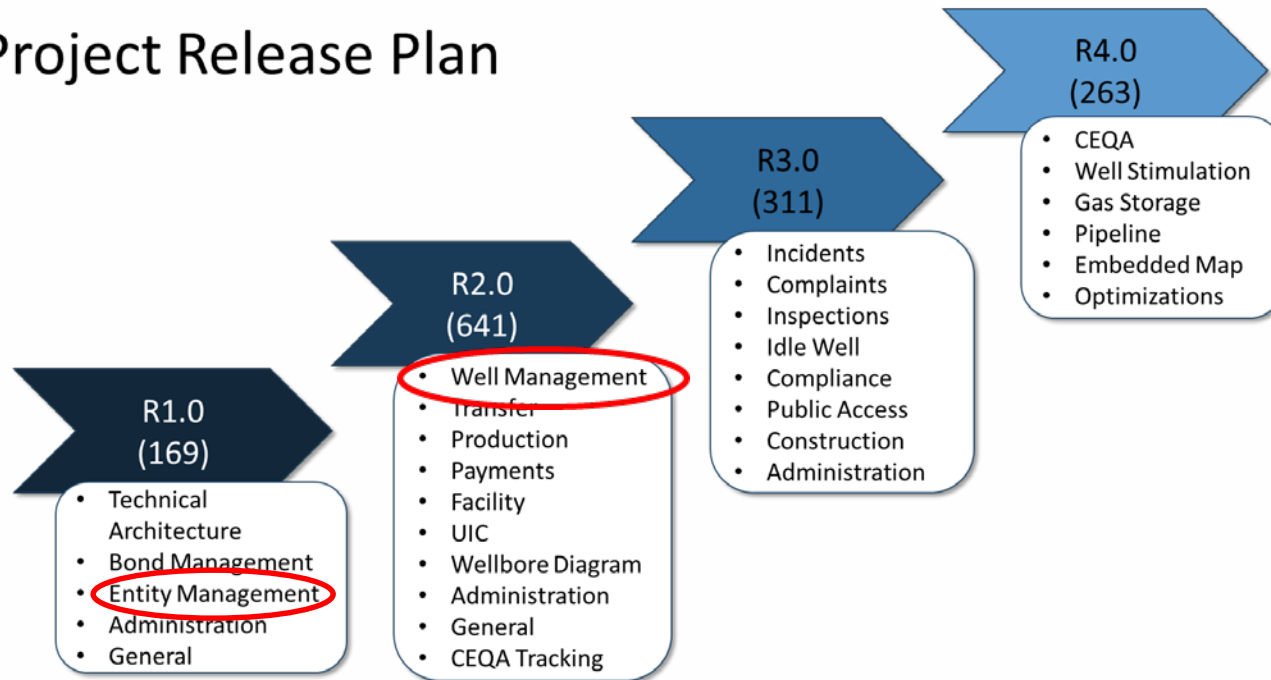 Project Release Plan
R1.0
(169)
• Technical
Architecture
• Bond Management
• Entity Management
• Administration
• General
R2.0
(641)
• Well Management
• Transfer
• Production
• Payments
• Facility
• UIC
• Wellbore Diagram
• Administration
• General
• CEQA Tracking
R3.0
(311)
• Incidents
• Complaints
• Inspections
• Idle Well
• Compliance
• Public Access
• Construction
• Administration
R4.0
(263)
• CEQA
• Well Stimulation
• Gas Storage
• Pipeline
• Embedded Map
• Optimizations